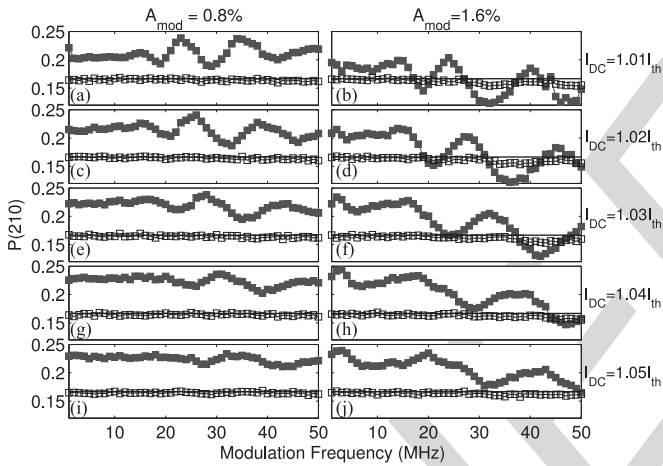 A_mod = 0.8%
A_mod=1.6%
0.25
0.2
0.15
(a)
(b)
I_DC=1.01I_th
0.25
0.2
0.15
(c)
(d)
I_DC=1.02I_th
0.25
0.2
0.15
(e)
(f)
I_DC=1.03I_th
P(210)
0.25
0.2
0.15
(g)
(h)
I_DC=1.04I_th
0.25
0.2
0.15
(i)
(j)
I_DC=1.05I_th
10 20 30 40 50
10 20 30 40 50
Modulation Frequency (MHz)